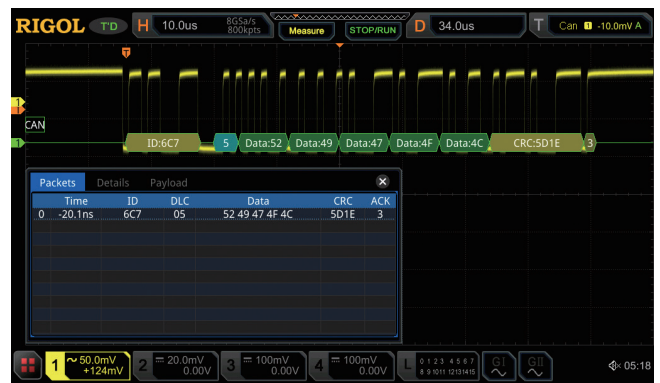 RIGOL T'D H 10.0us 8GSa/s 800kpts Measure STOP/RUN D 34.0us T Can 1 -10.0mV A
T
1
CAN
1 ID:6C7 5 Data:52 Data:49 Data:47 Data:4F Data:4C CRC:5D1E 3
Packets Details Payload
Time ID DLC Data CRC ACK
0 -20.1ns 6C7 05 52 49 47 4F 4C 5D1E 3
1 50.0mV +124mV 2 20.0mV 0.00V 3 100mV 0.00V 4 100mV 0.00V L 0 1 2 3 4 5 6 7 8 9 10 11 12 13 14 15 GI GII 05:18